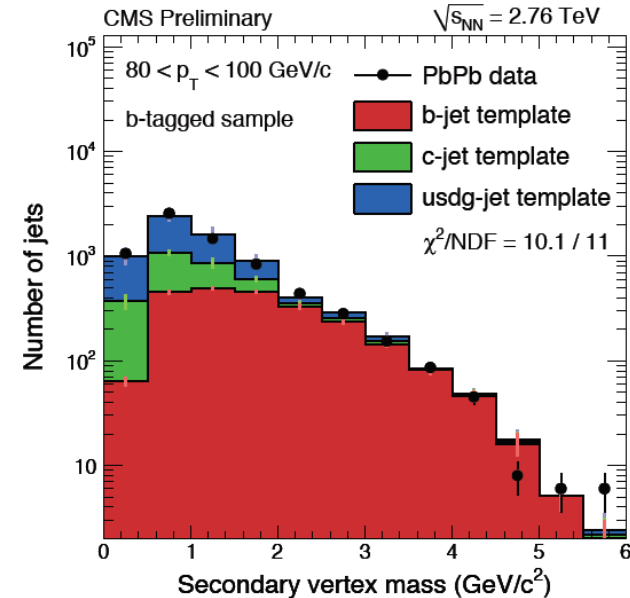 CMS Preliminary
√s_NN = 2.76 TeV
80 < p_T < 100 GeV/c
b-tagged sample
PbPb data
b-jet template
c-jet template
usdg-jet template
χ²/NDF = 10.1 / 11
Number of jets
10⁵
10⁴
10³
10²
10
0 1 2 3 4 5 6
Secondary vertex mass (GeV/c²)